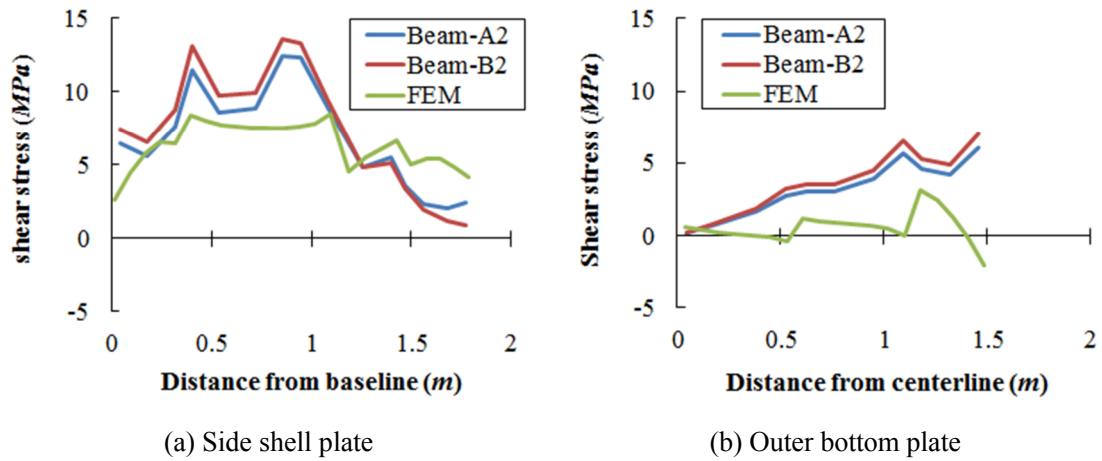 15
10
5
0
-5
shear stress (MPa)
Beam-A2
Beam-B2
FEM
0 0.5 1 1.5 2
Distance from baseline (m)
(a) Side shell plate
15
10
5
0
-5
Shear stress (MPa)
Beam-A2
Beam-B2
FEM
0 0.5 1 1.5 2
Distance from centerline (m)
(b) Outer bottom plate